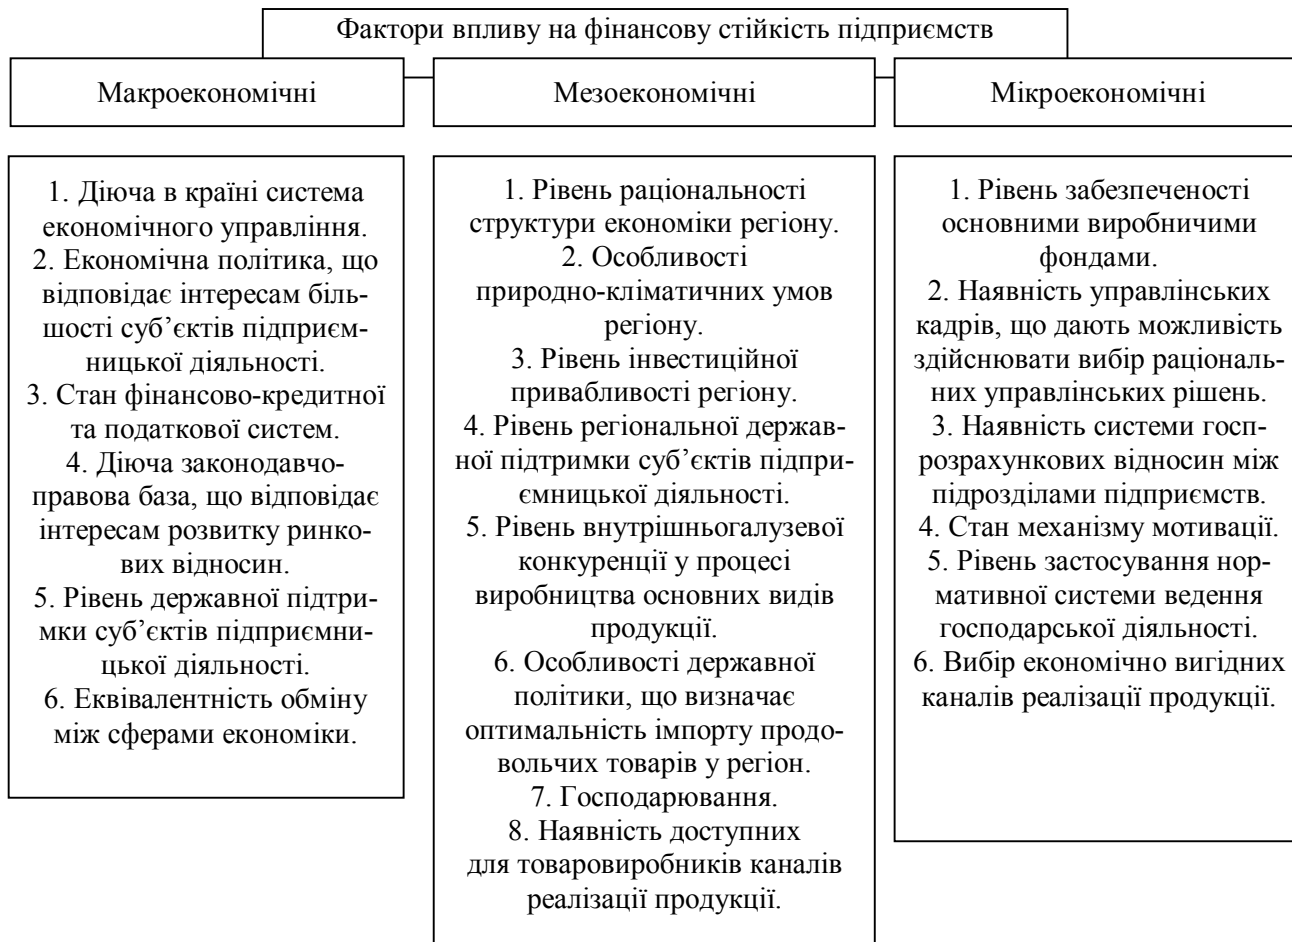 Фактори впливу на фінансову стійкість підприємств
Макроекономічні
Мезоекономічні
Мікроекономічні
1. Діюча в країні система
економічного управління.
2. Економічна політика, що
відповідає інтересам біль-
шості суб’єктів підприєм-
ницької діяльності.
3. Стан фінансово-кредитної
та податкової систем.
4. Діюча законодавчо-
правова база, що відповідає
інтересам розвитку ринко-
вих відносин.
5. Рівень державної підтри-
мки суб’єктів підприємни-
цької діяльності.
6. Еквівалентність обміну
між сферами економіки.
1. Рівень раціональності
структури економіки регіону.
2. Особливості
природно-кліматичних умов
регіону.
3. Рівень інвестиційної
привабливості регіону.
4. Рівень регіональної держав-
ної підтримки суб’єктів підпри-
ємницької діяльності.
5. Рівень внутрішньогалузевої
конкуренції у процесі
виробництва основних видів
продукції.
6. Особливості державної
політики, що визначає
оптимальність імпорту продо-
вольчих товарів у регіон.
7. Господарювання.
8. Наявність доступних
для товаровиробників каналів
реалізації продукції.
1. Рівень забезпеченості
основними виробничими
фондами.
2. Наявність управлінських
кадрів, що дають можливість
здійснювати вибір раціональ-
них управлінських рішень.
3. Наявність системи госп-
розрахункових відносин між
підрозділами підприємств.
4. Стан механізму мотивації.
5. Рівень застосування нор-
мативної системи ведення
господарської діяльності.
6. Вибір економічно вигідних
каналів реалізації продукції.